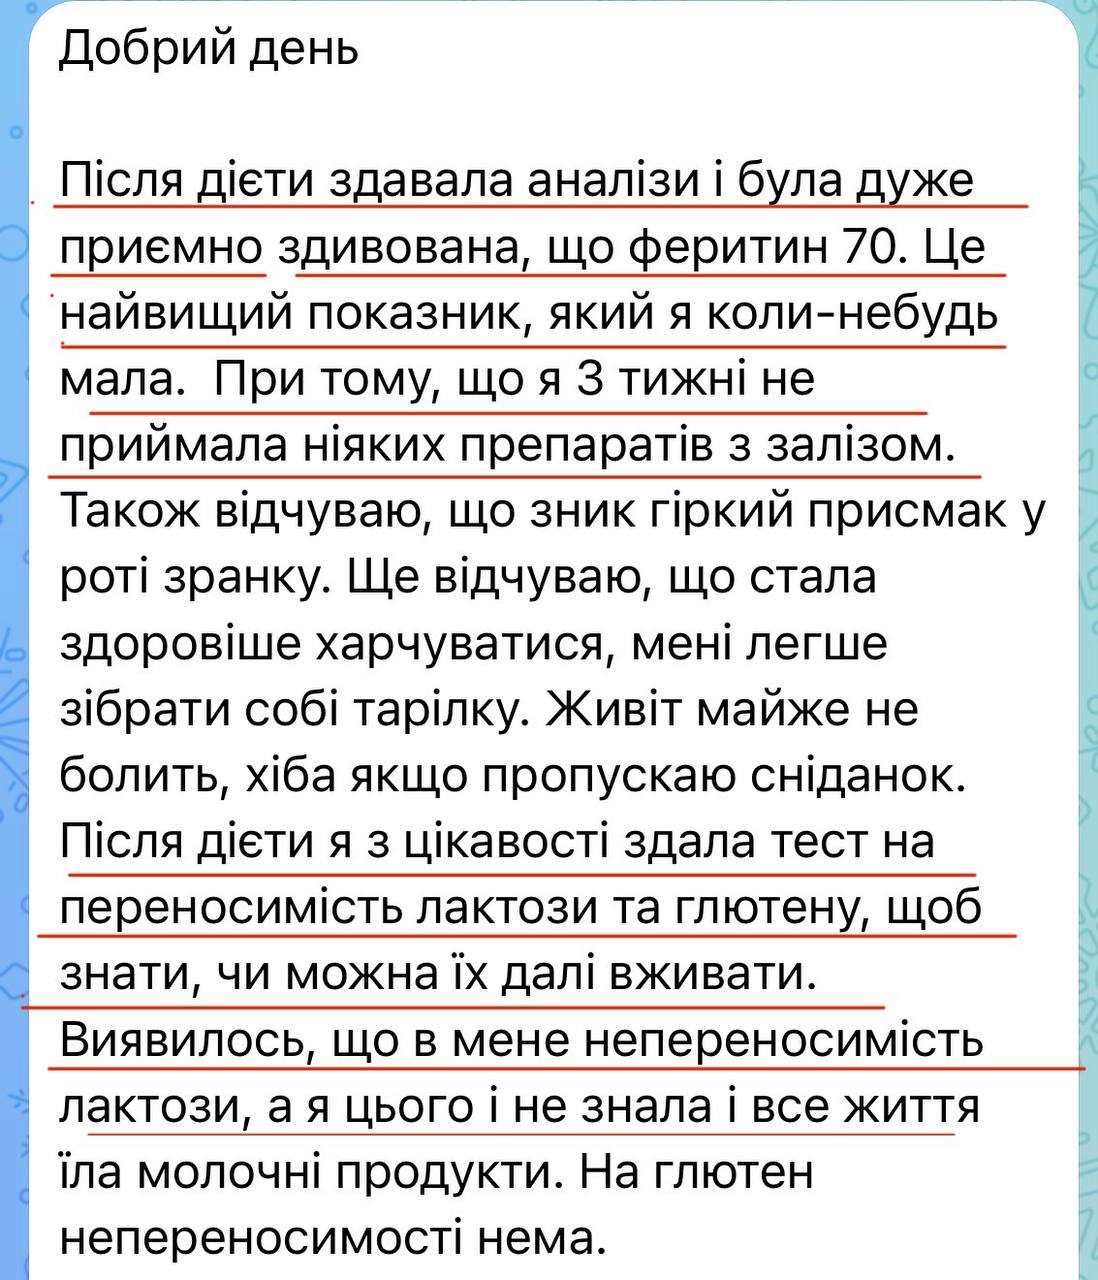 Добрий день
Після дієти здавала аналізи і була дуже
приємно здивована, що феритин 70. Це
найвищий показник, який я коли-небудь
мала.  При тому, що я 3 тижні не
приймала ніяких препаратів з залізом.
Також відчуваю, що зник гіркий присмак у
роті зранку. Ще відчуваю, що стала
здоровіше харчуватися, мені легше
зібрати собі тарілку. Живіт майже не
болить, хіба якщо пропускаю сніданок.
Після дієти я з цікавості здала тест на
переносимість лактози та глютену, щоб
знати, чи можна їх далі вживати.
Виявилось, що в мене непереносимість
лактози, а я цього і не знала і все життя
їла молочні продукти. На глютен
непереносимості нема.